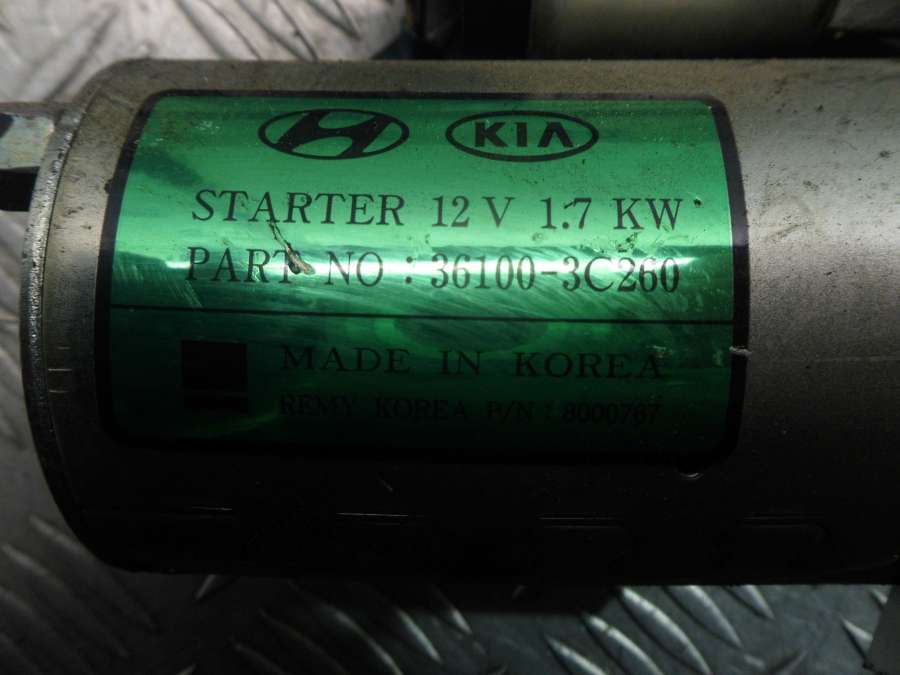 KIA
STARTER 12 V 1.7 KW
PART NO : 36100-3C260
MADE IN KOREA
REMY KOREA P/N : 8000767